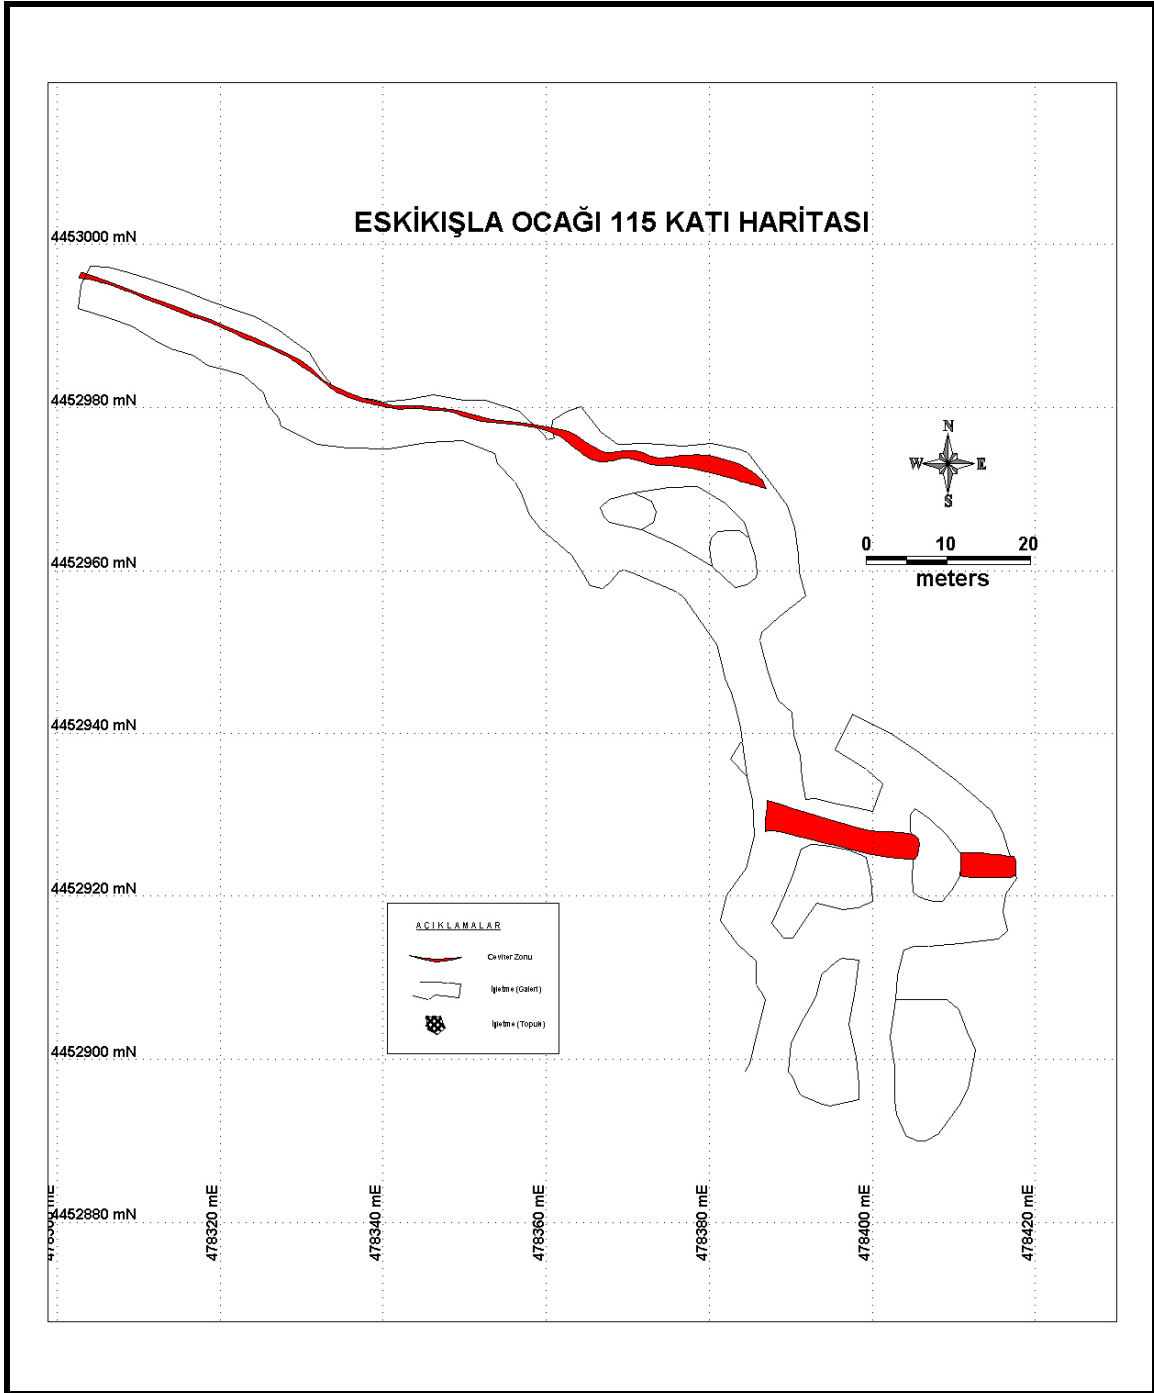 ESKİKIŞLA OCAĞI 115 KATI HARİTASI
4453000 mN
4452980 mN
N
W E
S
0 10 20
meters
4452960 mN
4452940 mN
4452920 mN
AÇIKLAMALAR
Cevher Zonu
İşletme (Galeri)
İşletme (Topuk)
4452900 mN
4452880 mN
478320 mE
478340 mE
478360 mE
478380 mE
478400 mE
478420 mE